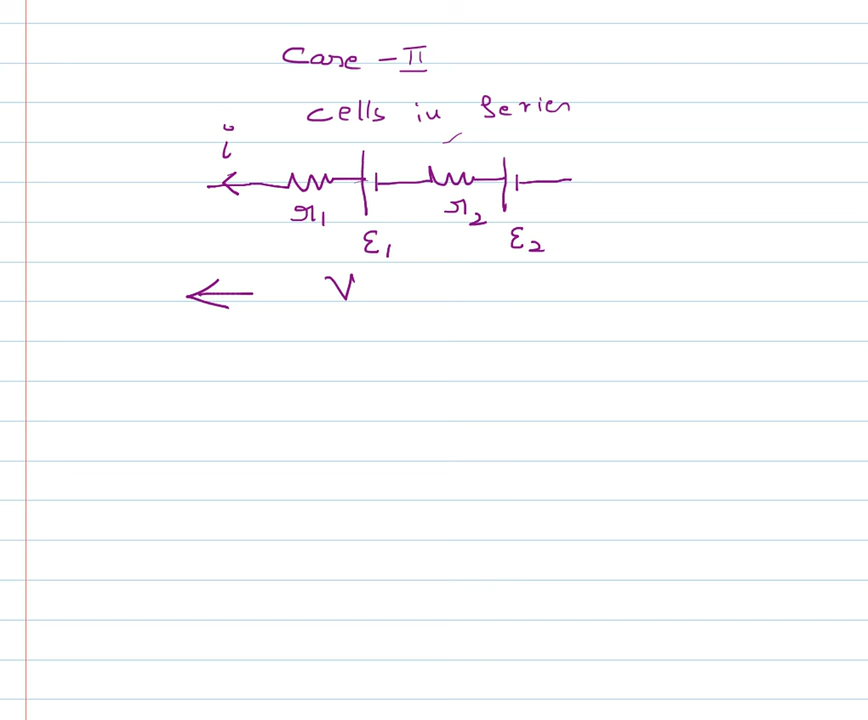 Case - II
cells in Series
i
r₁ r₂
ε₁ ε₂
V